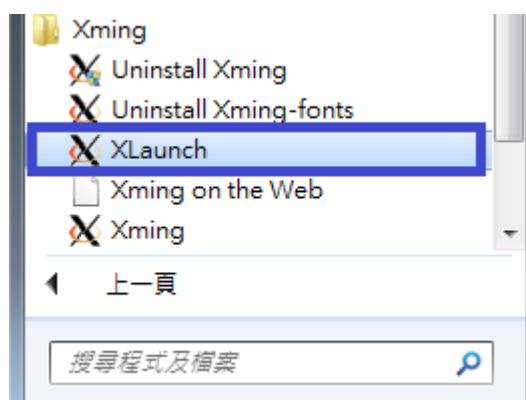 Xming
Uninstall Xming
Uninstall Xming-fonts
XLaunch
Xming on the Web
Xming
上一頁
搜尋程式及檔案